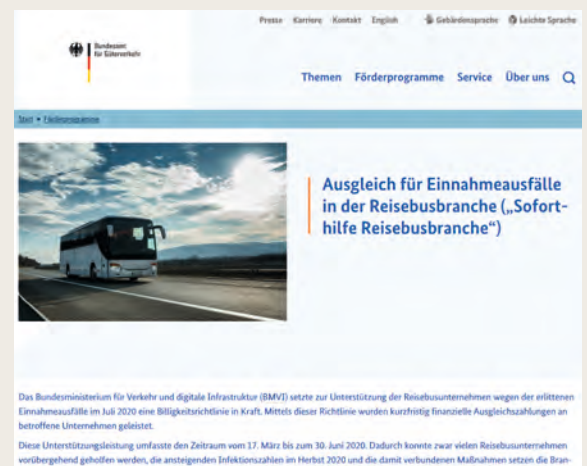 Presse Karriere Kontakt English Gebärdensprache Leichte Sprache
Bundesamt
für Güterverkehr
Themen Förderprogramme Service Über uns
Start Förderprogramme
Ausgleich für Einnahmeausfälle
in der Reisebusbranche („Sofort-
hilfe Reisebusbranche“)
Das Bundesministerium für Verkehr und digitale Infrastruktur (BMVI) setzte zur Unterstützung der Reisebusunternehmen wegen der erlittenen
Einnahmeausfälle im Juli 2020 eine Billigkeitsrichtlinie in Kraft. Mittels dieser Richtlinie wurden kurzfristig finanzielle Ausgleichszahlungen an
betroffene Unternehmen geleistet.
Diese Unterstützungsleistung umfasste den Zeitraum vom 17. März bis zum 30. Juni 2020. Dadurch konnte zwar vielen Reisebusunternehmen
vorübergehend geholfen werden, die ansteigenden Infektionszahlen im Herbst 2020 und die damit verbundenen Maßnahmen setzen die Bran-